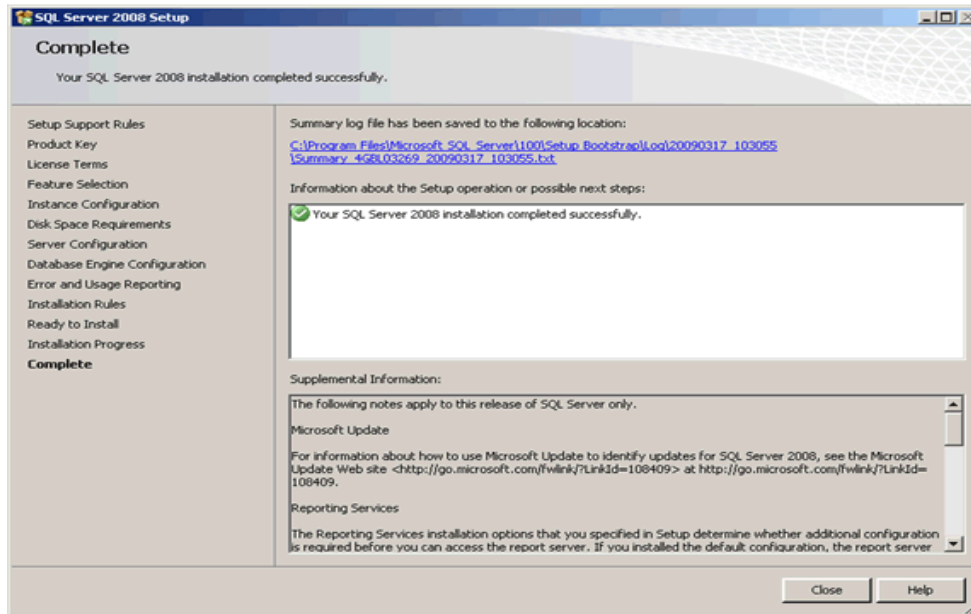 SQL Server 2008 Setup
Complete
Your SQL Server 2008 installation completed successfully.
Setup Support Rules
Product Key
License Terms
Feature Selection
Instance Configuration
Disk Space Requirements
Server Configuration
Database Engine Configuration
Error and Usage Reporting
Installation Rules
Ready to Install
Installation Progress
Complete
Summary log file has been saved to the following location:
C:\Program Files\Microsoft SQL Server\100\Setup Bootstrap\Log\20090317_103055
\Summary_4GBL03269_20090317_103055.txt
Information about the Setup operation or possible next steps:
Your SQL Server 2008 installation completed successfully.
Supplemental Information:
The following notes apply to this release of SQL Server only.
Microsoft Update
For information about how to use Microsoft Update to identify updates for SQL Server 2008, see the Microsoft
Update Web site <http://go.microsoft.com/fwlink/?LinkId=108409> at http://go.microsoft.com/fwlink/?LinkId=
108409.
Reporting Services
The Reporting Services installation options that you specified in Setup determine whether additional configuration
is required before you can access the report server. If you installed the default configuration, the report server
Close
Help